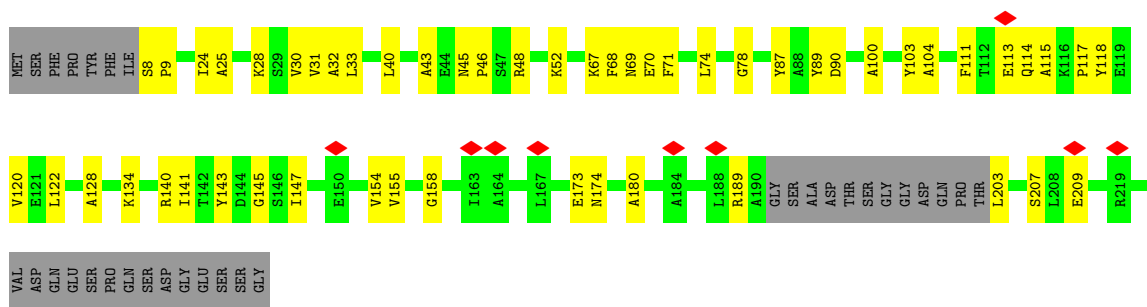 MET SER PHE PRO TYR PHE ILE S8 P9 I24 A25 K28 S29 V30 V31 A32 L33 L40 A43 E44 N45 P46 S47 R48 K52 K67 F68 N69 E70 F71 L74 G78 Y87 A88 Y89 D90 A100 Y103 A104 F111 T112 E113 Q114 A115 K116 P117 Y118 E119
V120 E121 L122 A128 K134 R140 I141 T142 Y143 D144 G145 S146 I147 E150 V154 V155 G158 I163 A164 L167 E173 N174 A180 A184 L188 R189 A190 GLY SER ALA ASP THR SER GLY GLY ASP GLN PRO THR L203 S207 L208 E209 R219
VAL ASP GLN GLU SER PRO GLN SER ASP GLY GLU SER SER GLY